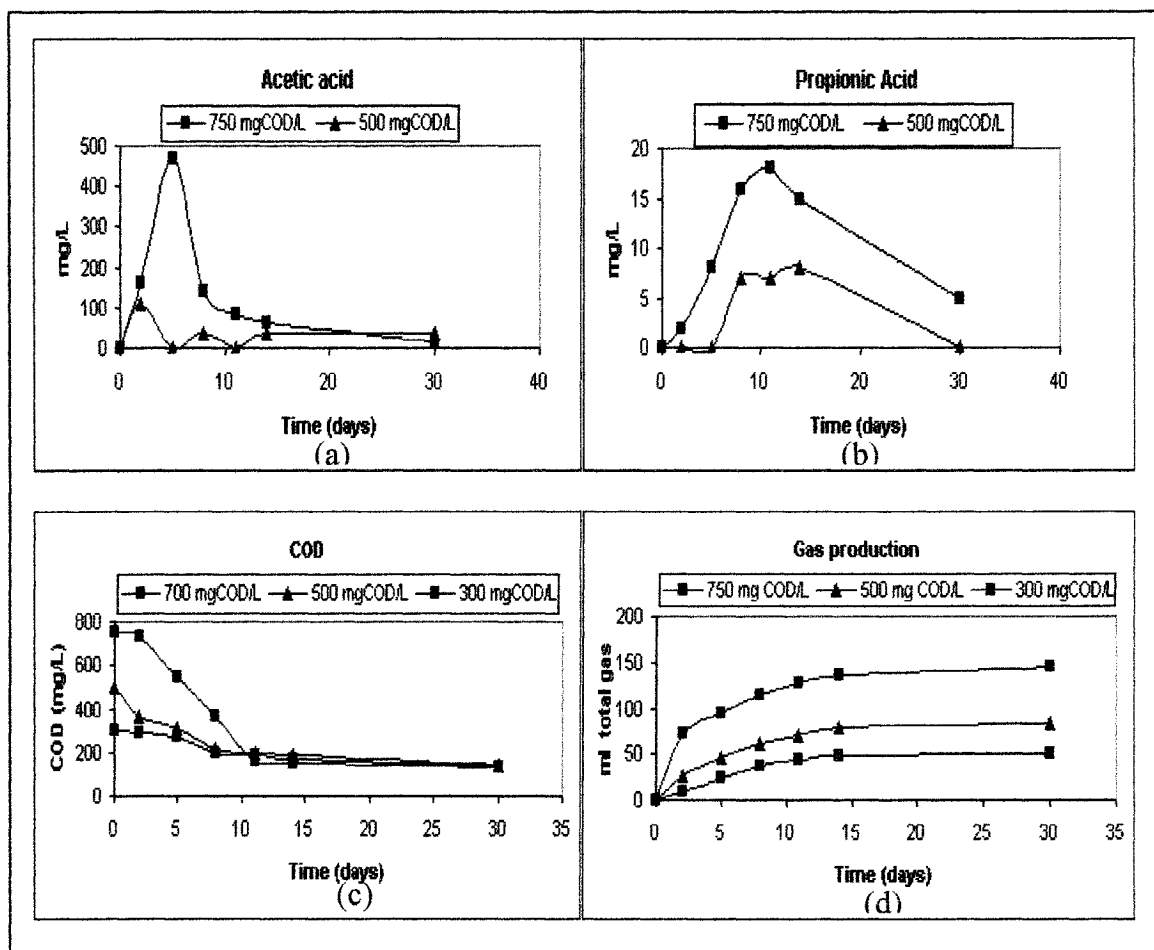 Acetic acid
750 mgCOD/L 500 mgCOD/L
500
400
300
200
100
0
mg/L
0 10 20 30 40
Time (days)
(a)
Propionic Acid
750 mgCOD/L 500 mgCOD/L
20
15
10
5
0
mg/L
0 10 20 30 40
Time (days)
(b)
COD
700 mgCOD/L 500 mgCOD/L 300 mgCOD/L
800
600
400
200
0
COD (mg/L)
0 5 10 15 20 25 30 35
Time (days)
(c)
Gas production
750 mg COD/L 500 mg COD/L 300 mgCOD/L
200
150
100
50
0
ml total gas
0 5 10 15 20 25 30 35
Time (days)
(d)